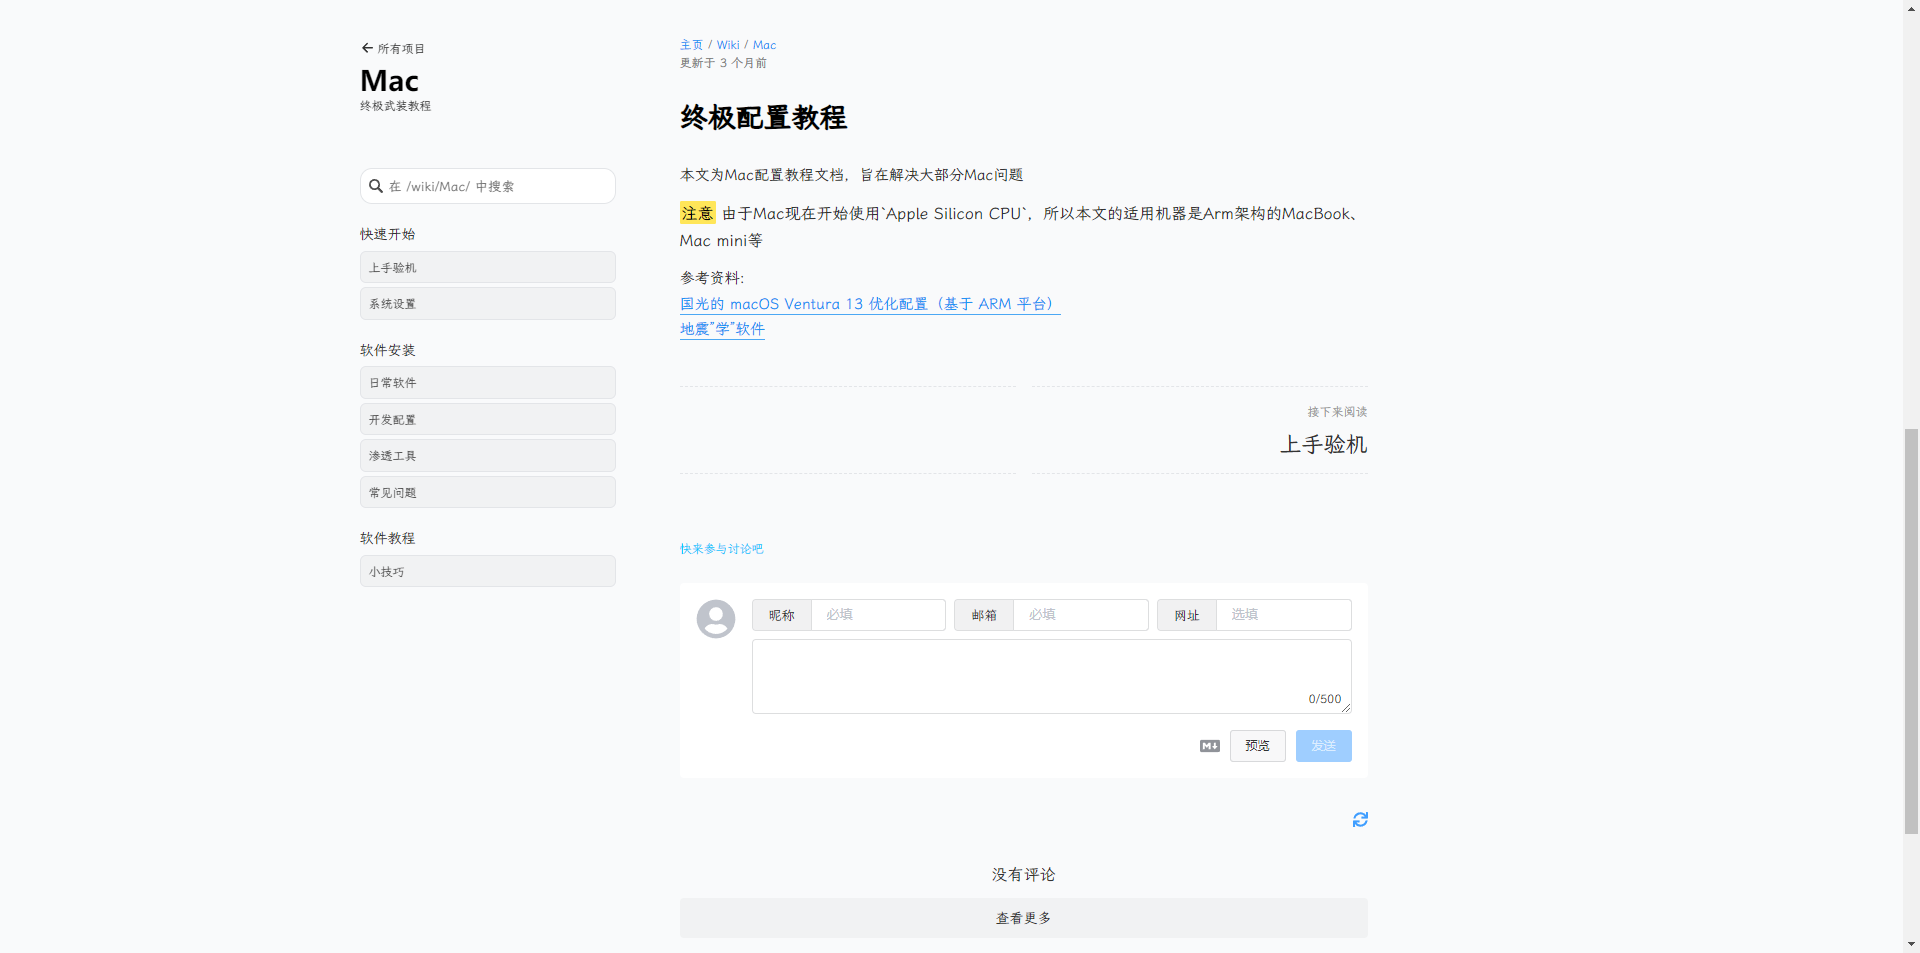 所有项目
Mac
终极武装教程
在 /wiki/Mac/ 中搜索
快速开始
上手验机
系统设置
软件安装
日常软件
开发配置
渗透工具
常见问题
软件教程
小技巧
主页 / Wiki / Mac
更新于 3 个月前
终极配置教程
本文为Mac配置教程文档，旨在解决大部分Mac问题
注意 由于Mac现在开始使用`Apple Silicon CPU`，所以本文的适用机器是Arm架构的MacBook、
Mac mini等
参考资料:
国光的 macOS Ventura 13 优化配置（基于 ARM 平台）
地震”学”软件
接下来阅读
上手验机
快来参与讨论吧
昵称 必填 邮箱 必填 网址 选填
0/500
M 预览 发送
没有评论
查看更多